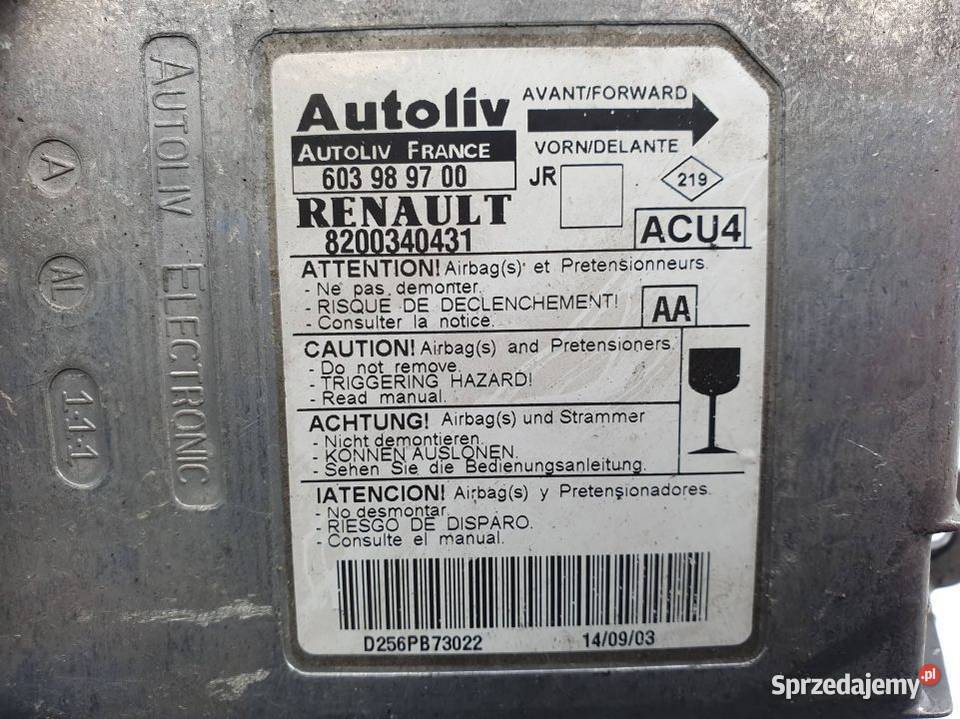 AUTOLIV ELECTRONIC
A
AL
1-1-1
Autoliv
AVANT/FORWARD
AUTOLIV FRANCE
VORN/DELANTE
603 98 97 00
JR
219
RENAULT
8200340431
ACU4
ATTENTION! Airbag(s) et Pretensionneurs.
- Ne pas demonter.
- RISQUE DE DECLENCHEMENT!
- Consulter la notice.
AA
CAUTION! Airbag(s) and Pretensioners.
- Do not remove.
- TRIGGERING HAZARD!
- Read manual.
ACHTUNG! Airbag(s) und Strammer
- Nicht demontieren.
- KONNEN AUSLONEN.
- Sehen Sie die Bedienungsanleitung.
IATENCION! Airbag(s) y Pretensionadores.
- No desmontar.
- RIESGO DE DISPARO.
- Consulte el manual.
D256PB73022
14/09/03
Sprzedajemy.pl